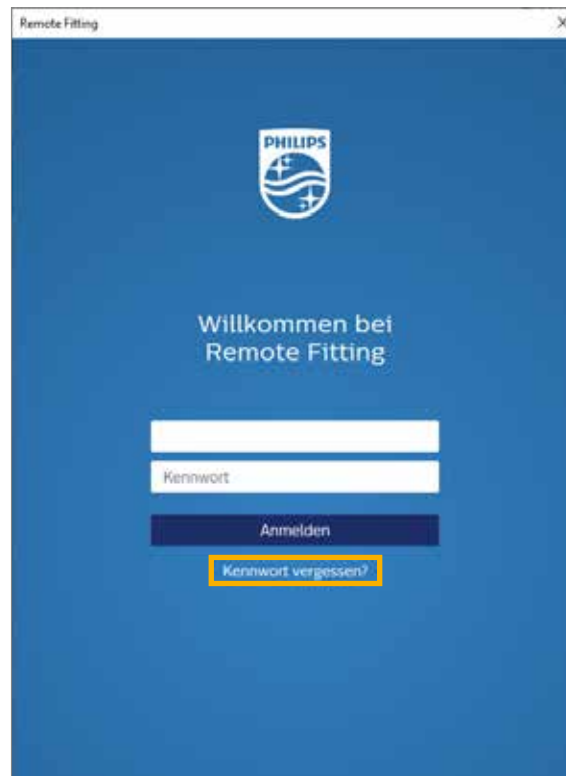 Remote Fitting
PHILIPS
Willkommen bei
Remote Fitting
Kennwort
Anmelden
Kennwort vergessen?